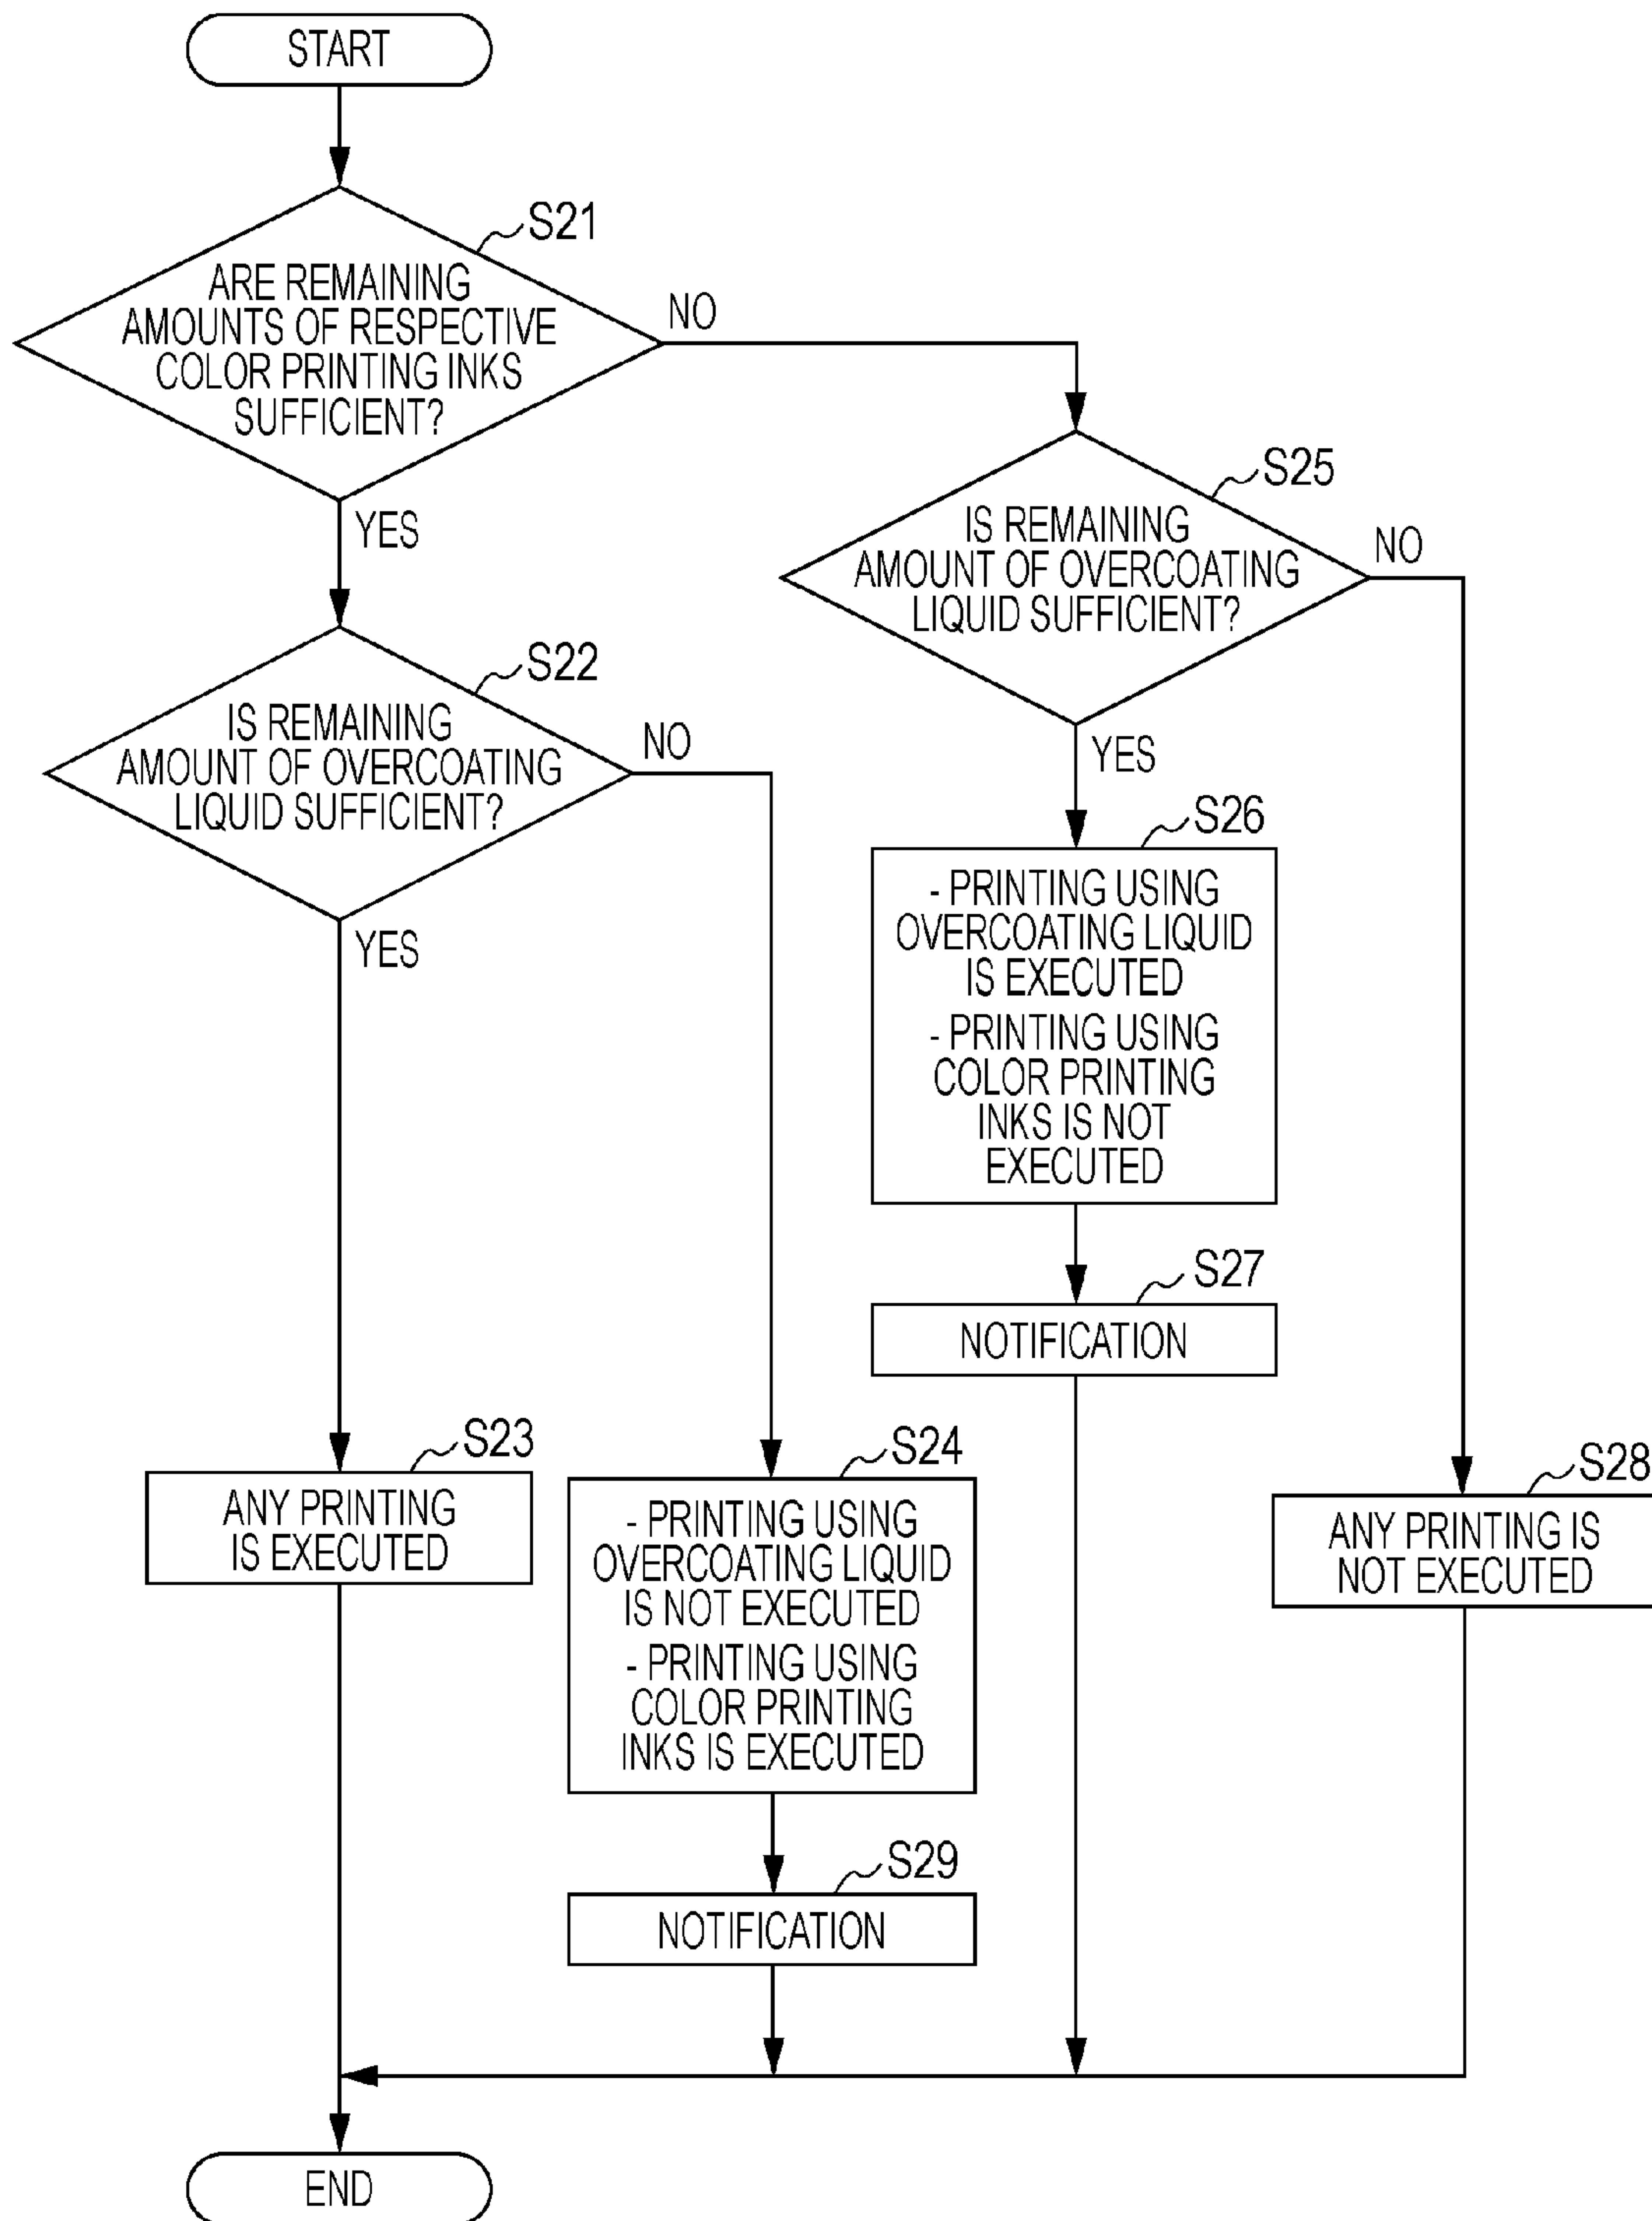 START
S21
ARE REMAINING
AMOUNTS OF RESPECTIVE
COLOR PRINTING INKS
SUFFICIENT?
NO
YES
S25
IS REMAINING
AMOUNT OF OVERCOATING
LIQUID SUFFICIENT?
NO
YES
S22
IS REMAINING
AMOUNT OF OVERCOATING
LIQUID SUFFICIENT?
NO
YES
S26
- PRINTING USING
OVERCOATING LIQUID
IS EXECUTED
- PRINTING USING
COLOR PRINTING
INKS IS NOT
EXECUTED
S27
NOTIFICATION
S23
ANY PRINTING
IS EXECUTED
S24
- PRINTING USING
OVERCOATING LIQUID
IS NOT EXECUTED
- PRINTING USING
COLOR PRINTING
INKS IS EXECUTED
S28
ANY PRINTING IS
NOT EXECUTED
S29
NOTIFICATION
END